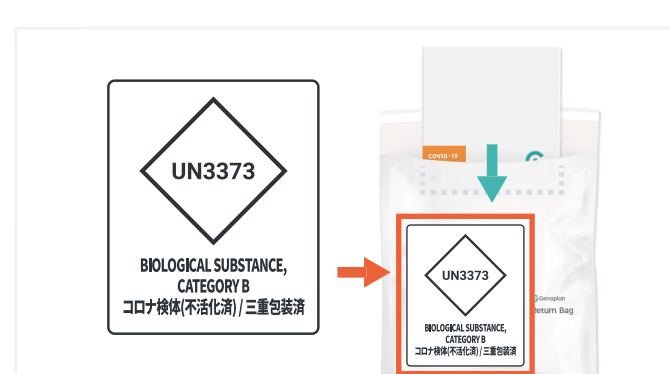 UN3373
BIOLOGICAL SUBSTANCE,
CATEGORY B
コロナ検体(不活化済) / 三重包装済
COVID-19
UN3373
BIOLOGICAL SUBSTANCE,
CATEGORY B
コロナ検体(不活化済) / 三重包装済
Genoplan
eturn Bag